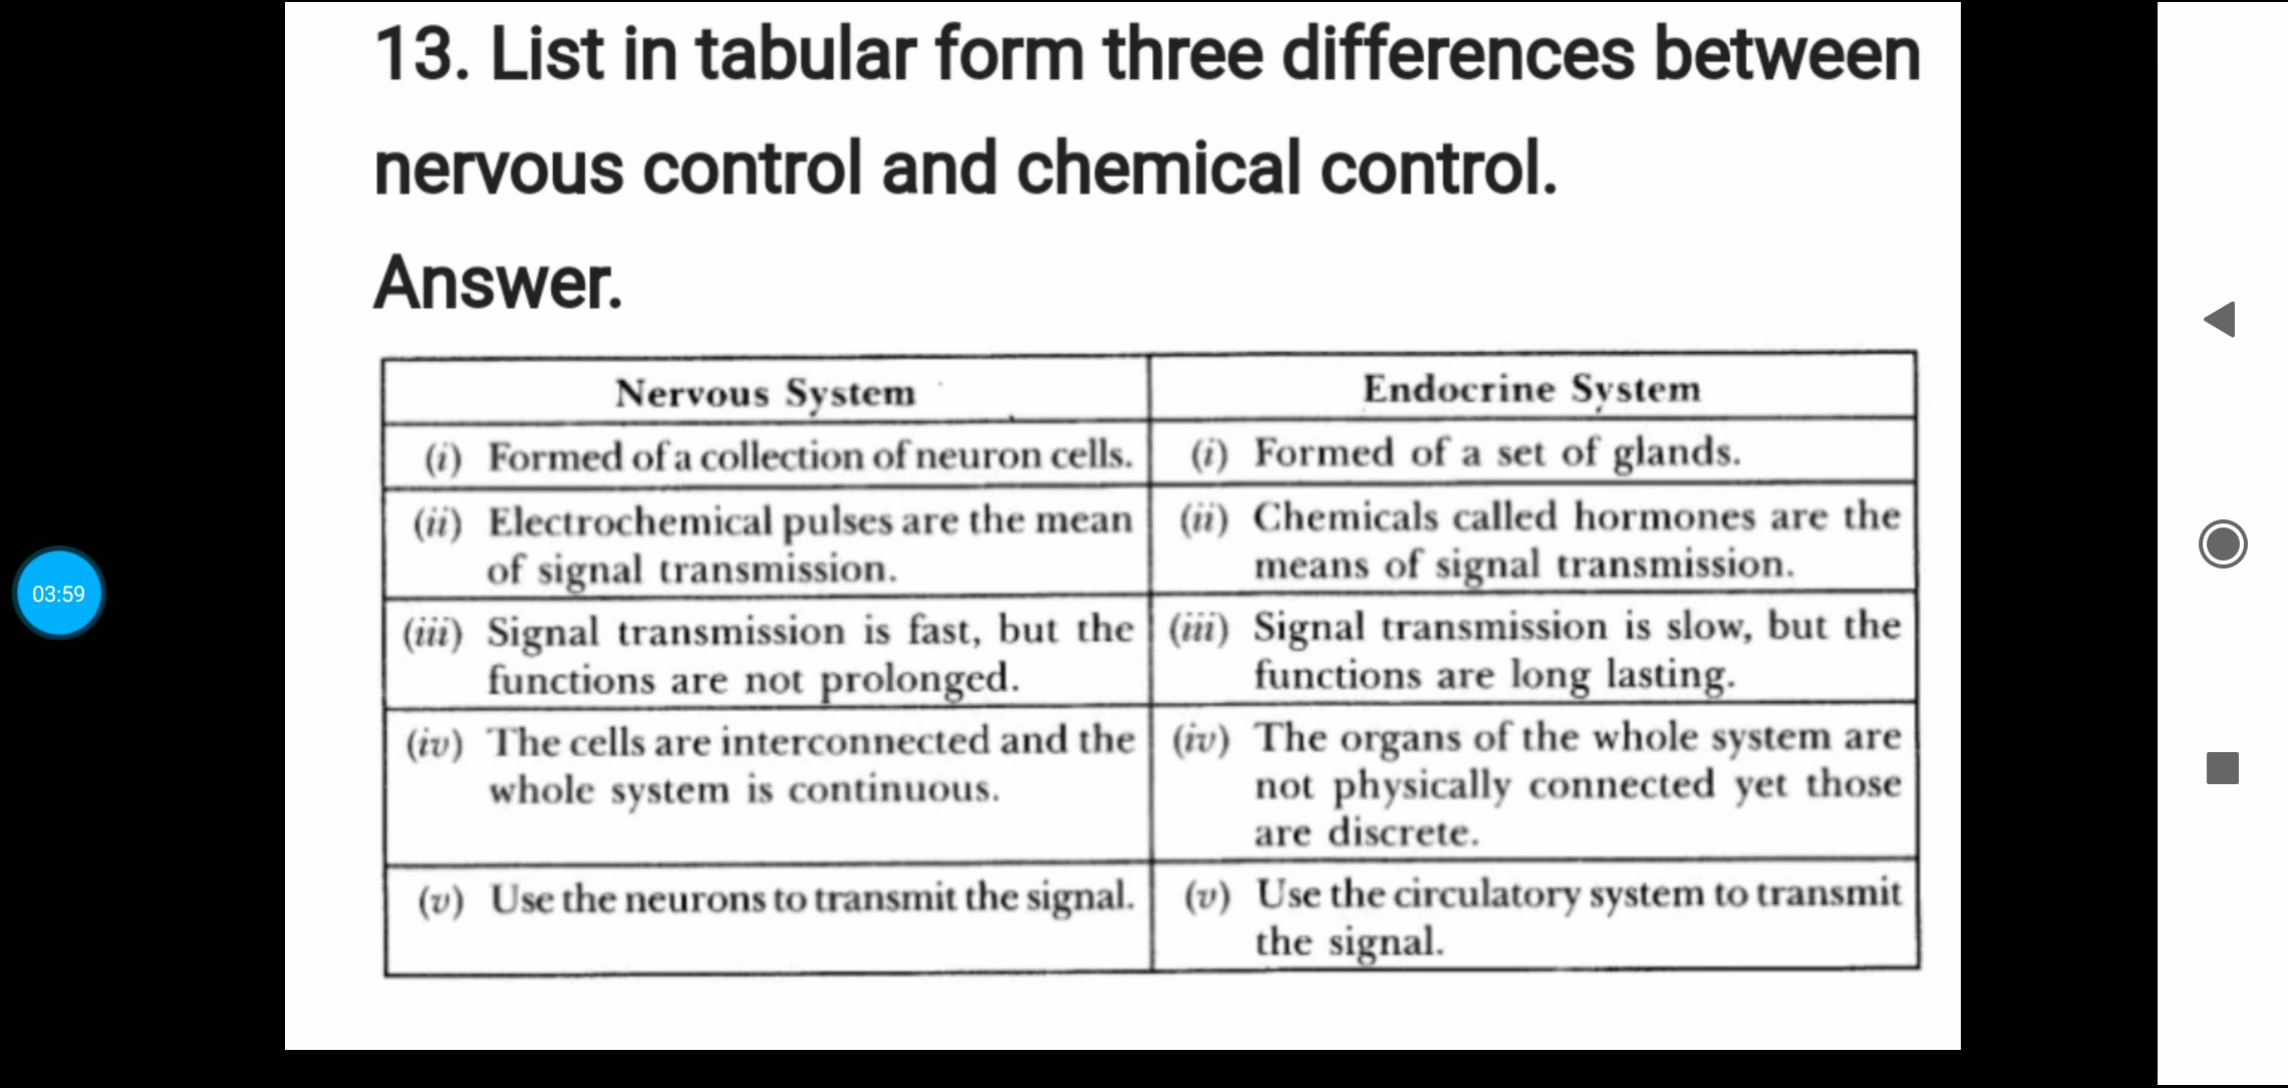 13. List in tabular form three differences between
nervous control and chemical control.
Answer.
Nervous System
Endocrine System
(i) Formed of a collection of neuron cells.
(i) Formed of a set of glands.
(ii) Electrochemical pulses are the mean
of signal transmission.
(ii) Chemicals called hormones are the
means of signal transmission.
(iii) Signal transmission is fast, but the
functions are not prolonged.
(iii) Signal transmission is slow, but the
functions are long lasting.
(iv) The cells are interconnected and the
whole system is continuous.
(iv) The organs of the whole system are
not physically connected yet those
are discrete.
(v) Use the neurons to transmit the signal.
(v) Use the circulatory system to transmit
the signal.
03:59